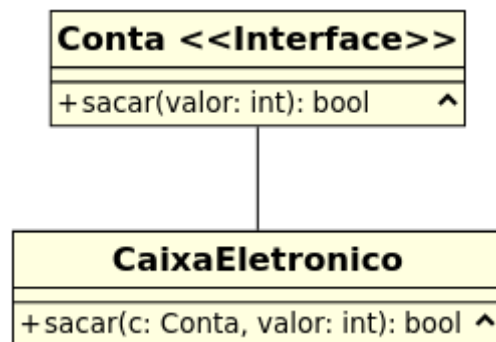 Conta <<Interface>>
+sacar(valor: int): bool
CaixaEletronico
+sacar(c: Conta, valor: int): bool